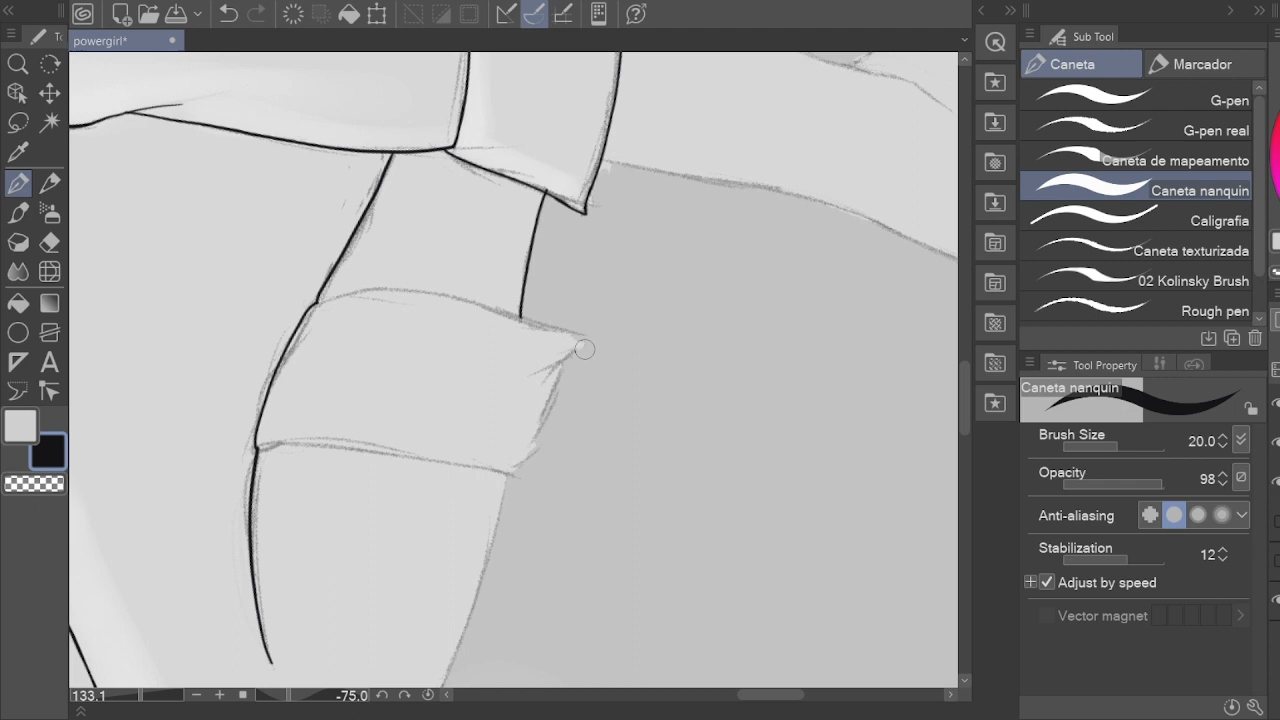 To
powergirl*
Sub Tool
Caneta
Marcador
G-pen
G-pen real
Caneta de mapeamento
Caneta nanquin
Caligrafia
Caneta texturizada
02 Kolinsky Brush
Rough pen
Tool Property
Caneta nanquin
Brush Size 20.0
Opacity 98
Anti-aliasing
Stabilization 12
Adjust by speed
Vector magnet
133.1
-75.0